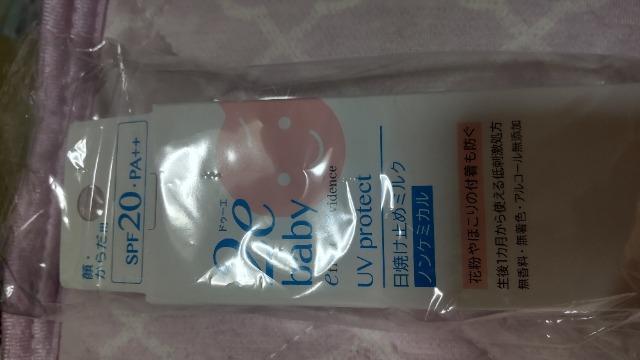 顔・
からだ用
SPF20・PA++
2e
ドゥーエ
baby
UV protect
日焼け止めミルク
ノンケミカル
花粉やほこりの付着も防ぐ
生後1カ月から使える低刺激処方
無香料・無着色・アルコール無添加